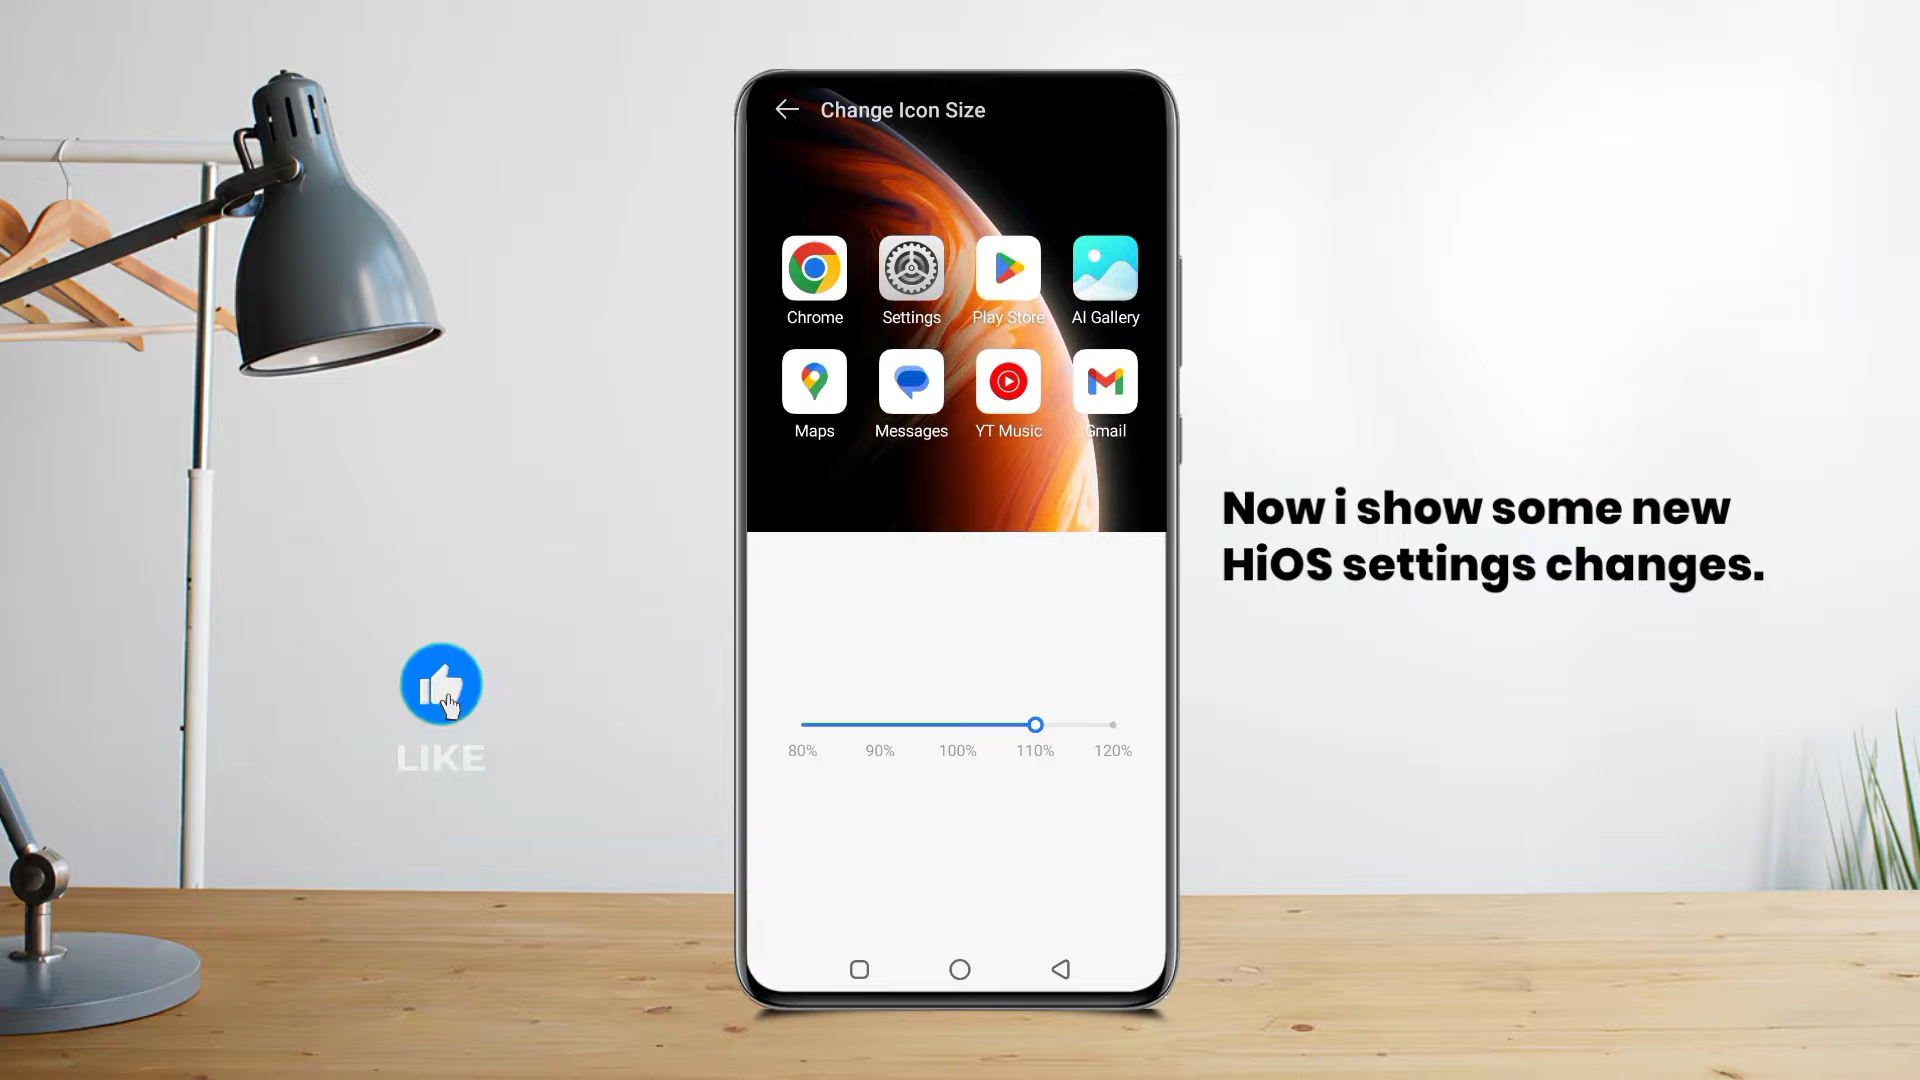 Change Icon Size
Chrome Settings Play Store AI Gallery
Maps Messages YT Music Gmail
Now i show some new
HiOS settings changes.
80% 90% 100% 110% 120%
LIKE